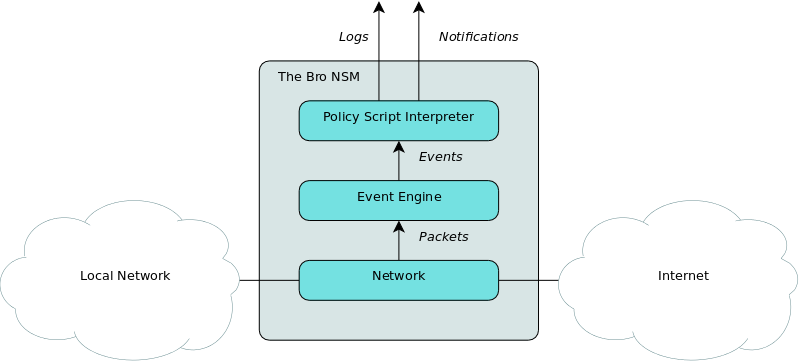 Logs
Notifications
The Bro NSM
Policy Script Interpreter
Events
Event Engine
Packets
Local Network
Network
Internet